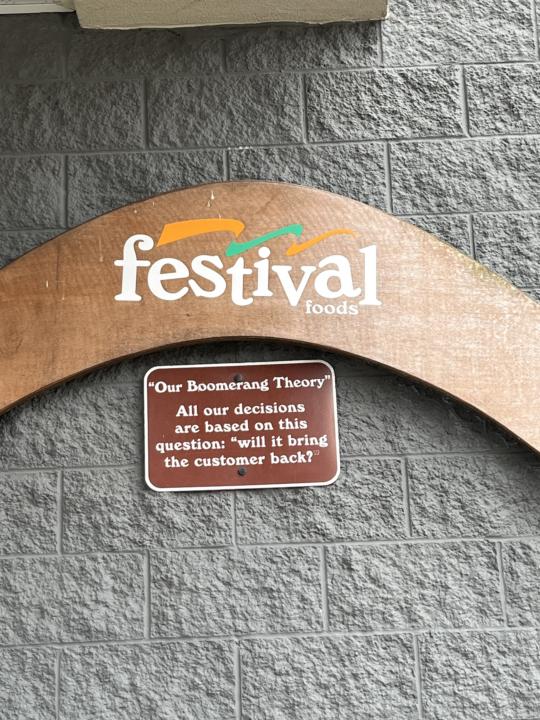 festival
foods
"Our Boomerang Theory"
All our decisions
are based on this
question: "will it bring
the customer back?"